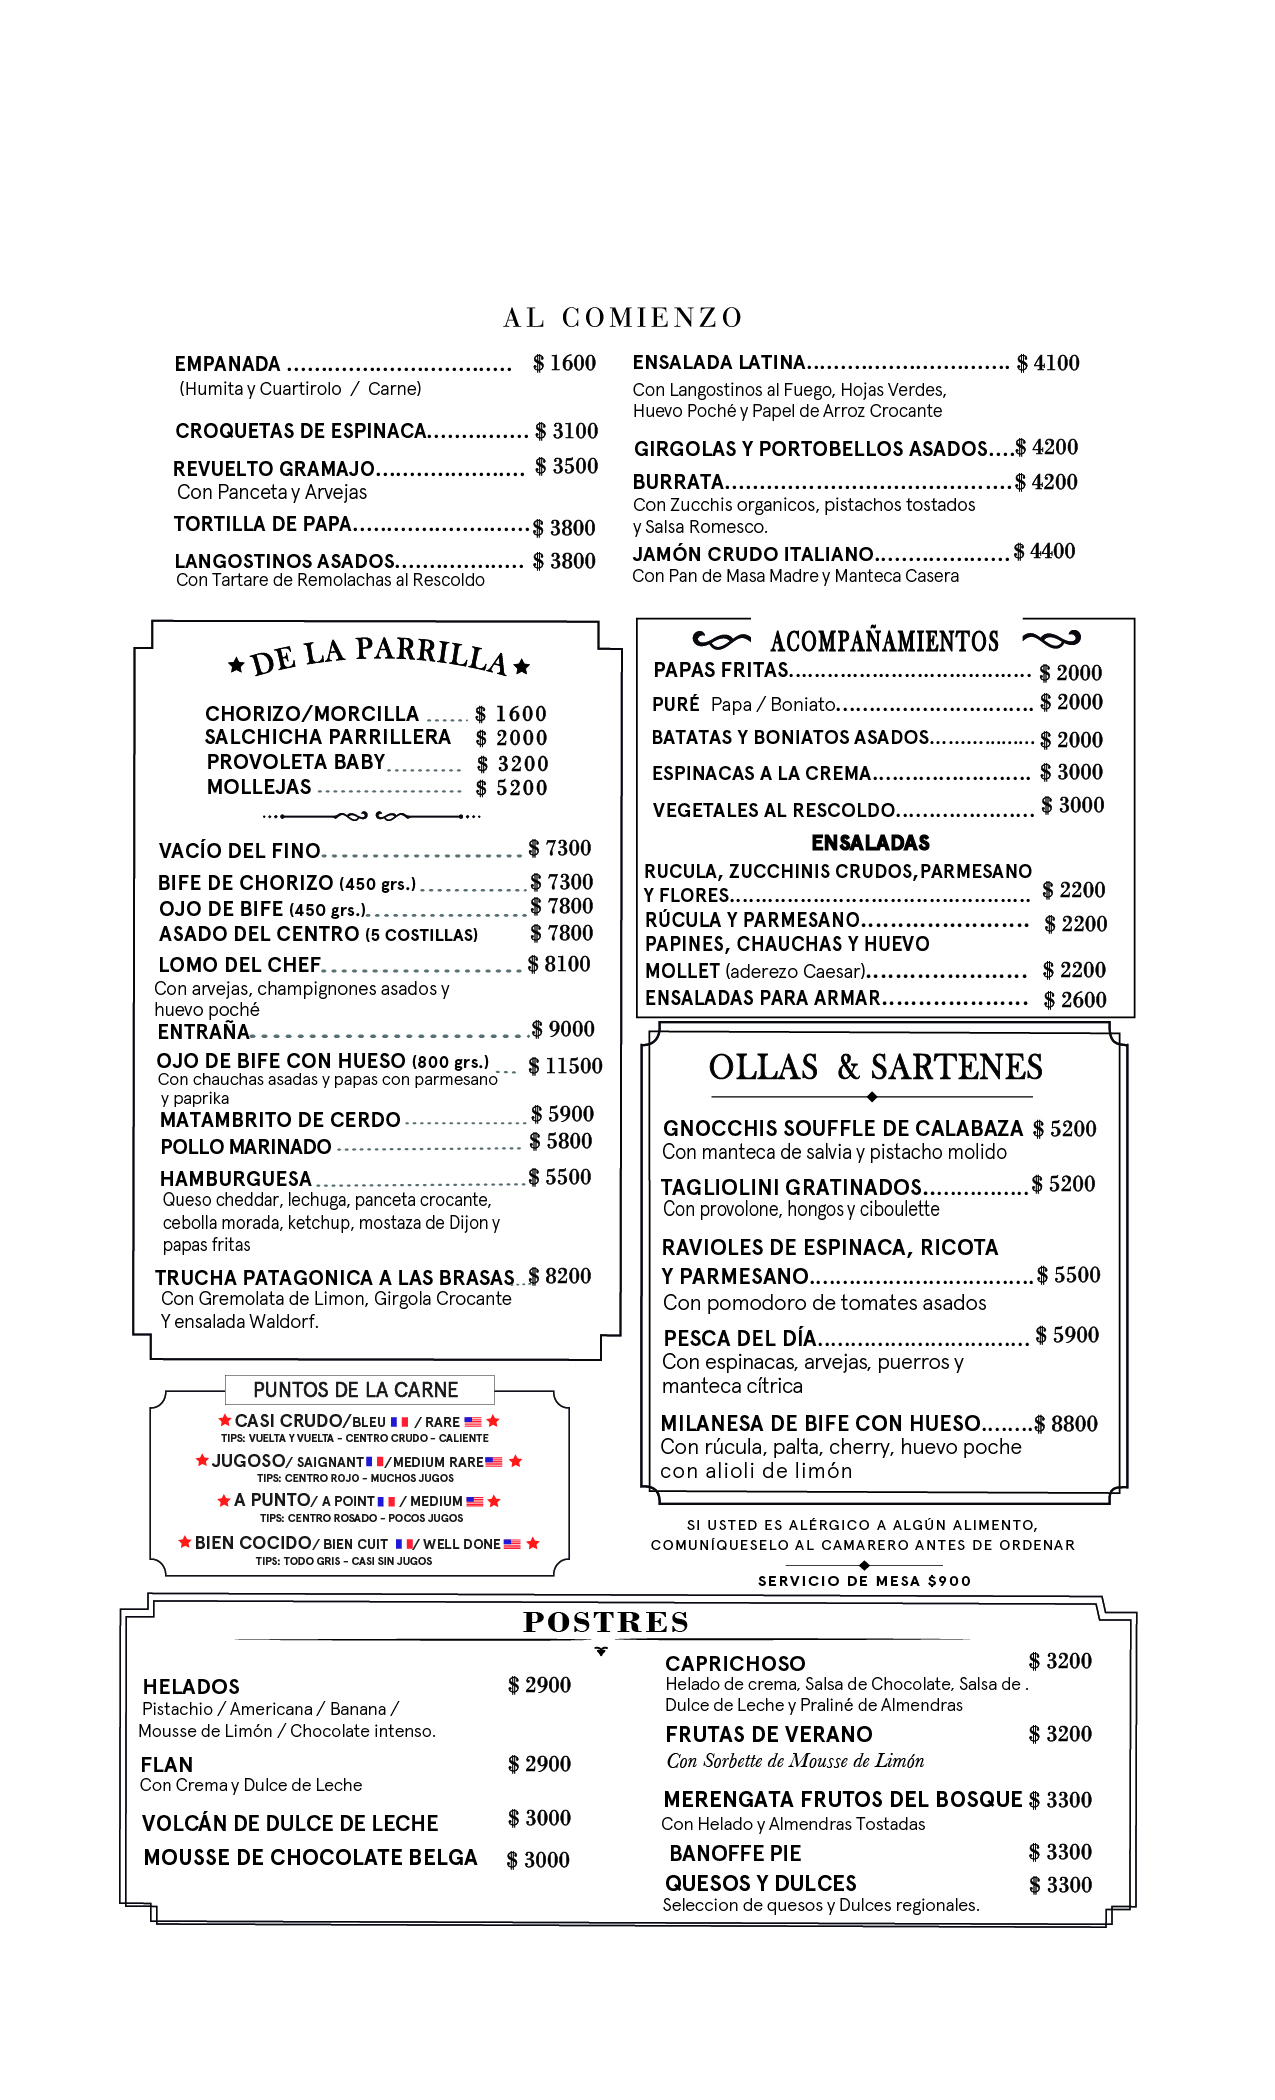 AL COMIENZO
EMPANADA ................................. $ 1600
(Humita y Cuartirolo / Carne)
CROQUETAS DE ESPINACA............... $ 3100
REVUELTO GRAMAJO...................... $ 3500
Con Panceta y Arvejas
TORTILLA DE PAPA.......................... $ 3800
LANGOSTINOS ASADOS................... $ 3800
Con Tartare de Remolachas al Rescoldo
ENSALADA LATINA.............................. $ 4100
Con Langostinos al Fuego, Hojas Verdes,
Huevo Poché y Papel de Arroz Crocante
GIRGOLAS Y PORTOBELLOS ASADOS....$ 4200
BURRATA..........................................$ 4200
Con Zucchis organicos, pistachos tostados
y Salsa Romesco.
JAMÓN CRUDO ITALIANO....................$ 4400
Con Pan de Masa Madre y Manteca Casera
DE LA PARRILLA
CHORIZO/MORCILLA ...... $ 1600
SALCHICHA PARRILLERA $ 2000
PROVOLETA BABY.......... $ 3200
MOLLEJAS .................... $ 5200
VACÍO DEL FINO........................ $ 7300
BIFE DE CHORIZO (450 grs.) .............. $ 7300
OJO DE BIFE (450 grs.)..................... $ 7800
ASADO DEL CENTRO (5 COSTILLAS) $ 7800
LOMO DEL CHEF........................ $ 8100
Con arvejas, champignones asados y
huevo poché
ENTRAÑA................................ $ 9000
OJO DE BIFE CON HUESO (800 grs.) ... $ 11500
Con chauchas asadas y papas con parmesano
y paprika
MATAMBRITO DE CERDO .................. $ 5900
POLLO MARINADO ........................... $ 5800
HAMBURGUESA .............................. $ 5500
Queso cheddar, lechuga, panceta crocante,
cebolla morada, ketchup, mostaza de Dijon y
papas fritas
TRUCHA PATAGONICA A LAS BRASAS...$ 8200
Con Gremolata de Limon, Girgola Crocante
Y ensalada Waldorf.
ACOMPAÑAMIENTOS
PAPAS FRITAS..................................... $ 2000
PURÉ Papa / Boniato.............................. $ 2000
BATATAS Y BONIATOS ASADOS................. $ 2000
ESPINACAS A LA CREMA......................... $ 3000
VEGETALES AL RESCOLDO..................... $ 3000
ENSALADAS
RUCULA, ZUCCHINIS CRUDOS,PARMESANO
Y FLORES............................................ $ 2200
RÚCULA Y PARMESANO........................ $ 2200
PAPINES, CHAUCHAS Y HUEVO
MOLLET (aderezo Caesar)....................... $ 2200
ENSALADAS PARA ARMAR..................... $ 2600
OLLAS & SARTENES
GNOCCHIS SOUFFLE DE CALABAZA $ 5200
Con manteca de salvia y pistacho molido
TAGLIOLINI GRATINADOS................$ 5200
Con provolone, hongos y ciboulette
RAVIOLES DE ESPINACA, RICOTA
Y PARMESANO.................................$ 5500
Con pomodoro de tomates asados
PESCA DEL DÍA............................... $ 5900
Con espinacas, arvejas, puerros y
manteca cítrica
MILANESA DE BIFE CON HUESO.......$ 8800
Con rúcula, palta, cherry, huevo poche
con alioli de limón
PUNTOS DE LA CARNE
CASI CRUDO/BLEU / RARE
TIPS: VUELTA Y VUELTA - CENTRO CRUDO - CALIENTE
JUGOSO/ SAIGNANT /MEDIUM RARE
TIPS: CENTRO ROJO - MUCHOS JUGOS
A PUNTO/ A POINT / MEDIUM
TIPS: CENTRO ROSADO - POCOS JUGOS
BIEN COCIDO/ BIEN CUIT / WELL DONE
TIPS: TODO GRIS - CASI SIN JUGOS
SI USTED ES ALÉRGICO A ALGÚN ALIMENTO,
COMUNÍQUESELO AL CAMARERO ANTES DE ORDENAR
SERVICIO DE MESA $900
POSTRES
HELADOS $ 2900
Pistachio / Americana / Banana /
Mousse de Limón / Chocolate intenso.
FLAN $ 2900
Con Crema y Dulce de Leche
VOLCÁN DE DULCE DE LECHE $ 3000
MOUSSE DE CHOCOLATE BELGA $ 3000
CAPRICHOSO $ 3200
Helado de crema, Salsa de Chocolate, Salsa de .
Dulce de Leche y Praliné de Almendras
FRUTAS DE VERANO $ 3200
Con Sorbette de Mousse de Limón
MERENGATA FRUTOS DEL BOSQUE $ 3300
Con Helado y Almendras Tostadas
BANOFFE PIE $ 3300
QUESOS Y DULCES $ 3300
Seleccion de quesos y Dulces regionales.